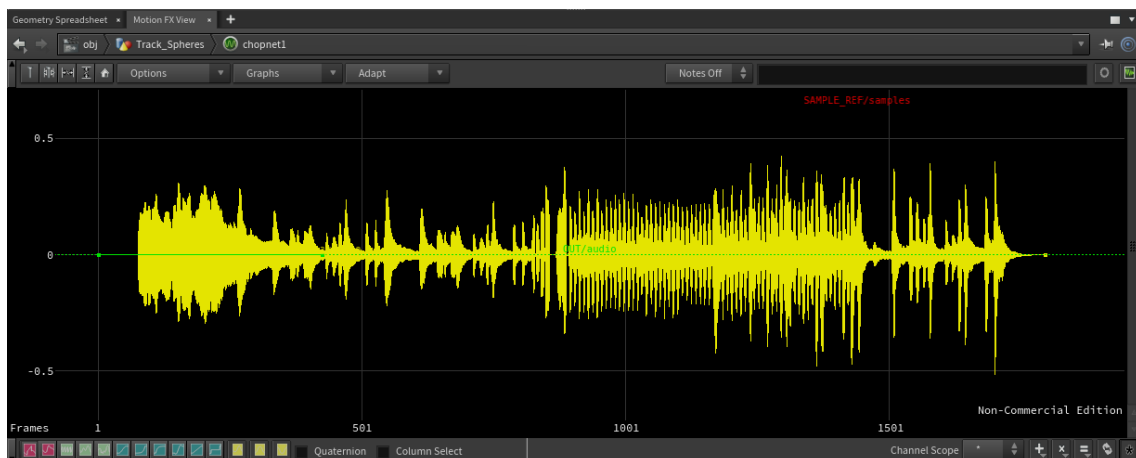 Geometry Spreadsheet × Motion FX View × +
obj Track_Spheres chopnet1
Options Graphs Adapt Notes Off
SAMPLE_REF/samples
0.5
0
OUT/audio
-0.5
Non-Commercial Edition
Frames 1 501 1001 1501
Quaternion Column Select Channel Scope *